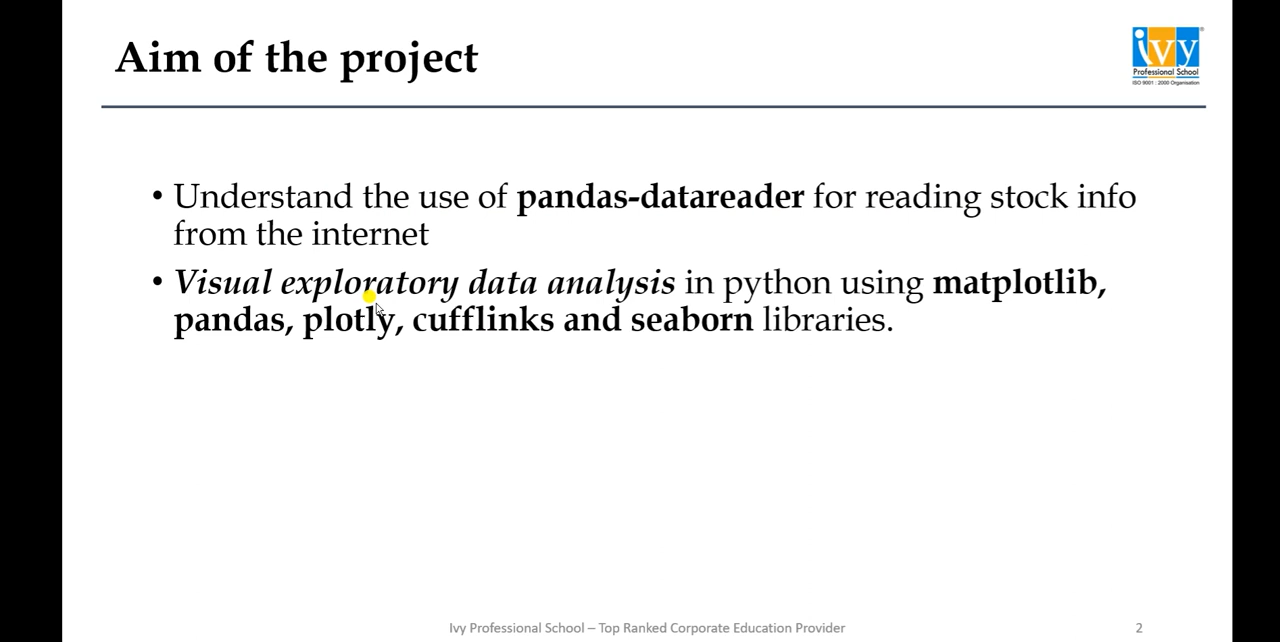 Aim of the project
ivy
Professional School
ISO 9001 : 2000 Organisation
• Understand the use of pandas-datareader for reading stock info
from the internet
• Visual exploratory data analysis in python using matplotlib,
pandas, plotly, cufflinks and seaborn libraries.
Ivy Professional School – Top Ranked Corporate Education Provider
2